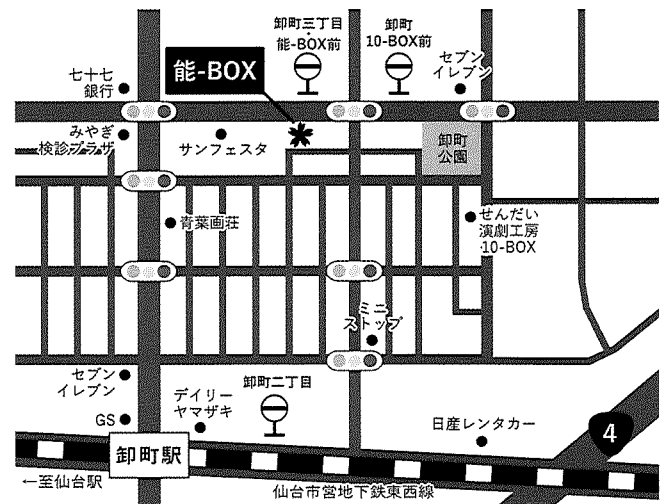 卸町三丁目
・
能-BOX前
卸町
10-BOX前
能-BOX
七十七
銀行
セブン
イレブン
みやぎ
検診プラザ
サンフェスタ
卸町
公園
青葉画荘
せんだい
演劇工房
10-BOX
ミニ
ストップ
セブン
イレブン
デイリー
ヤマザキ
卸町二丁目
GS
日産レンタカー
4
卸町駅
←至仙台駅
仙台市営地下鉄東西線